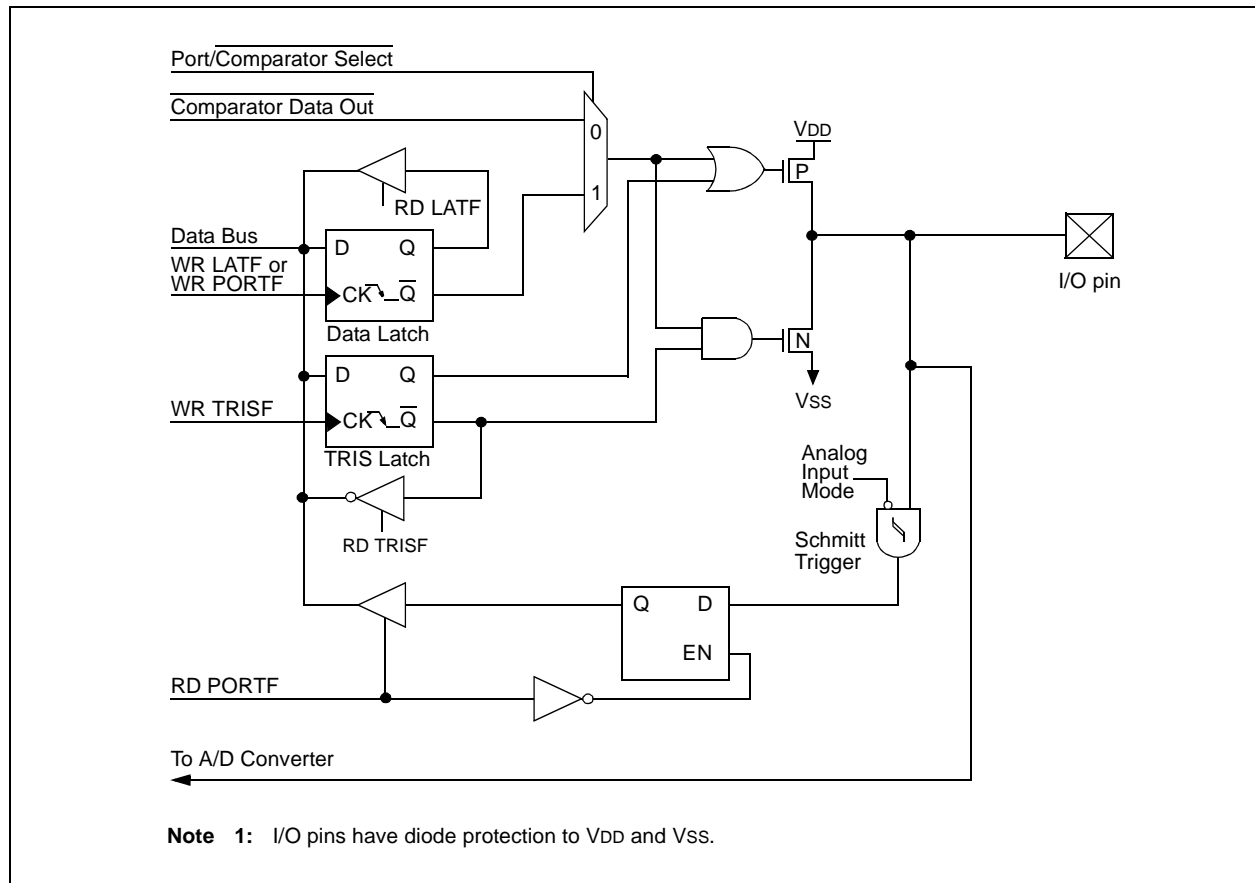 Port/Comparator Select
Comparator Data Out
0
1
VDD
P
RD LATF
Data Bus
D Q
WR LATF or
WR PORTF
CK Q
Data Latch
I/O pin
N
VSS
D Q
WR TRISF
CK Q
TRIS Latch
RD TRISF
Analog
Input
Mode
Schmitt
Trigger
Q D
EN
RD PORTF
To A/D Converter
Note 1: I/O pins have diode protection to VDD and VSS.